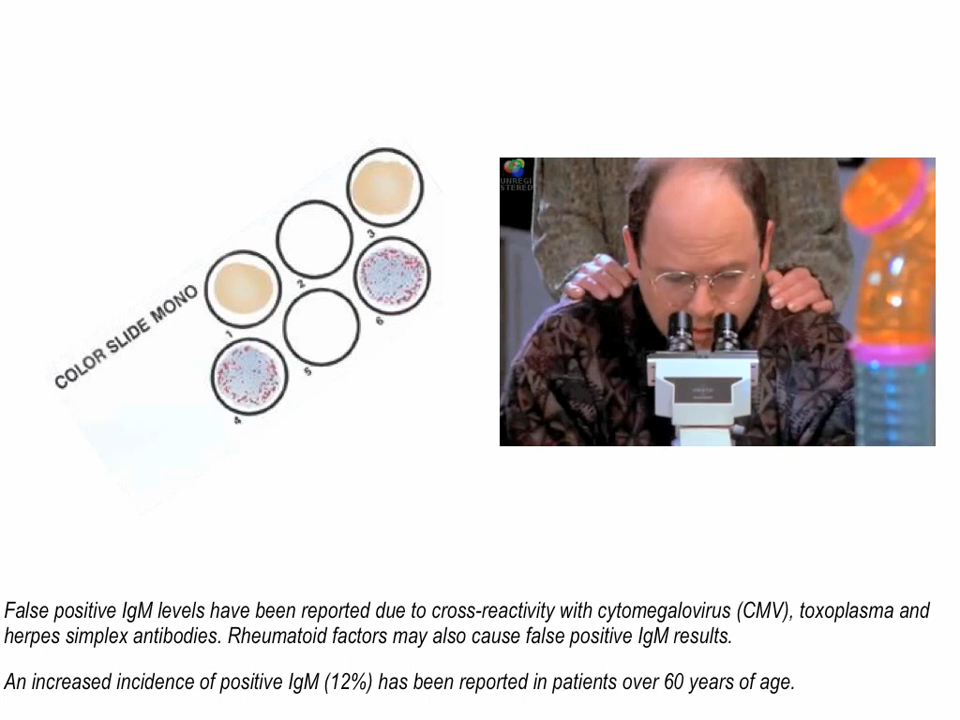 COLOR SLIDE MONO
1
2
3
4
5
6
UNREGI
STERED
False positive IgM levels have been reported due to cross-reactivity with cytomegalovirus (CMV), toxoplasma and
herpes simplex antibodies. Rheumatoid factors may also cause false positive IgM results.
An increased incidence of positive IgM (12%) has been reported in patients over 60 years of age.